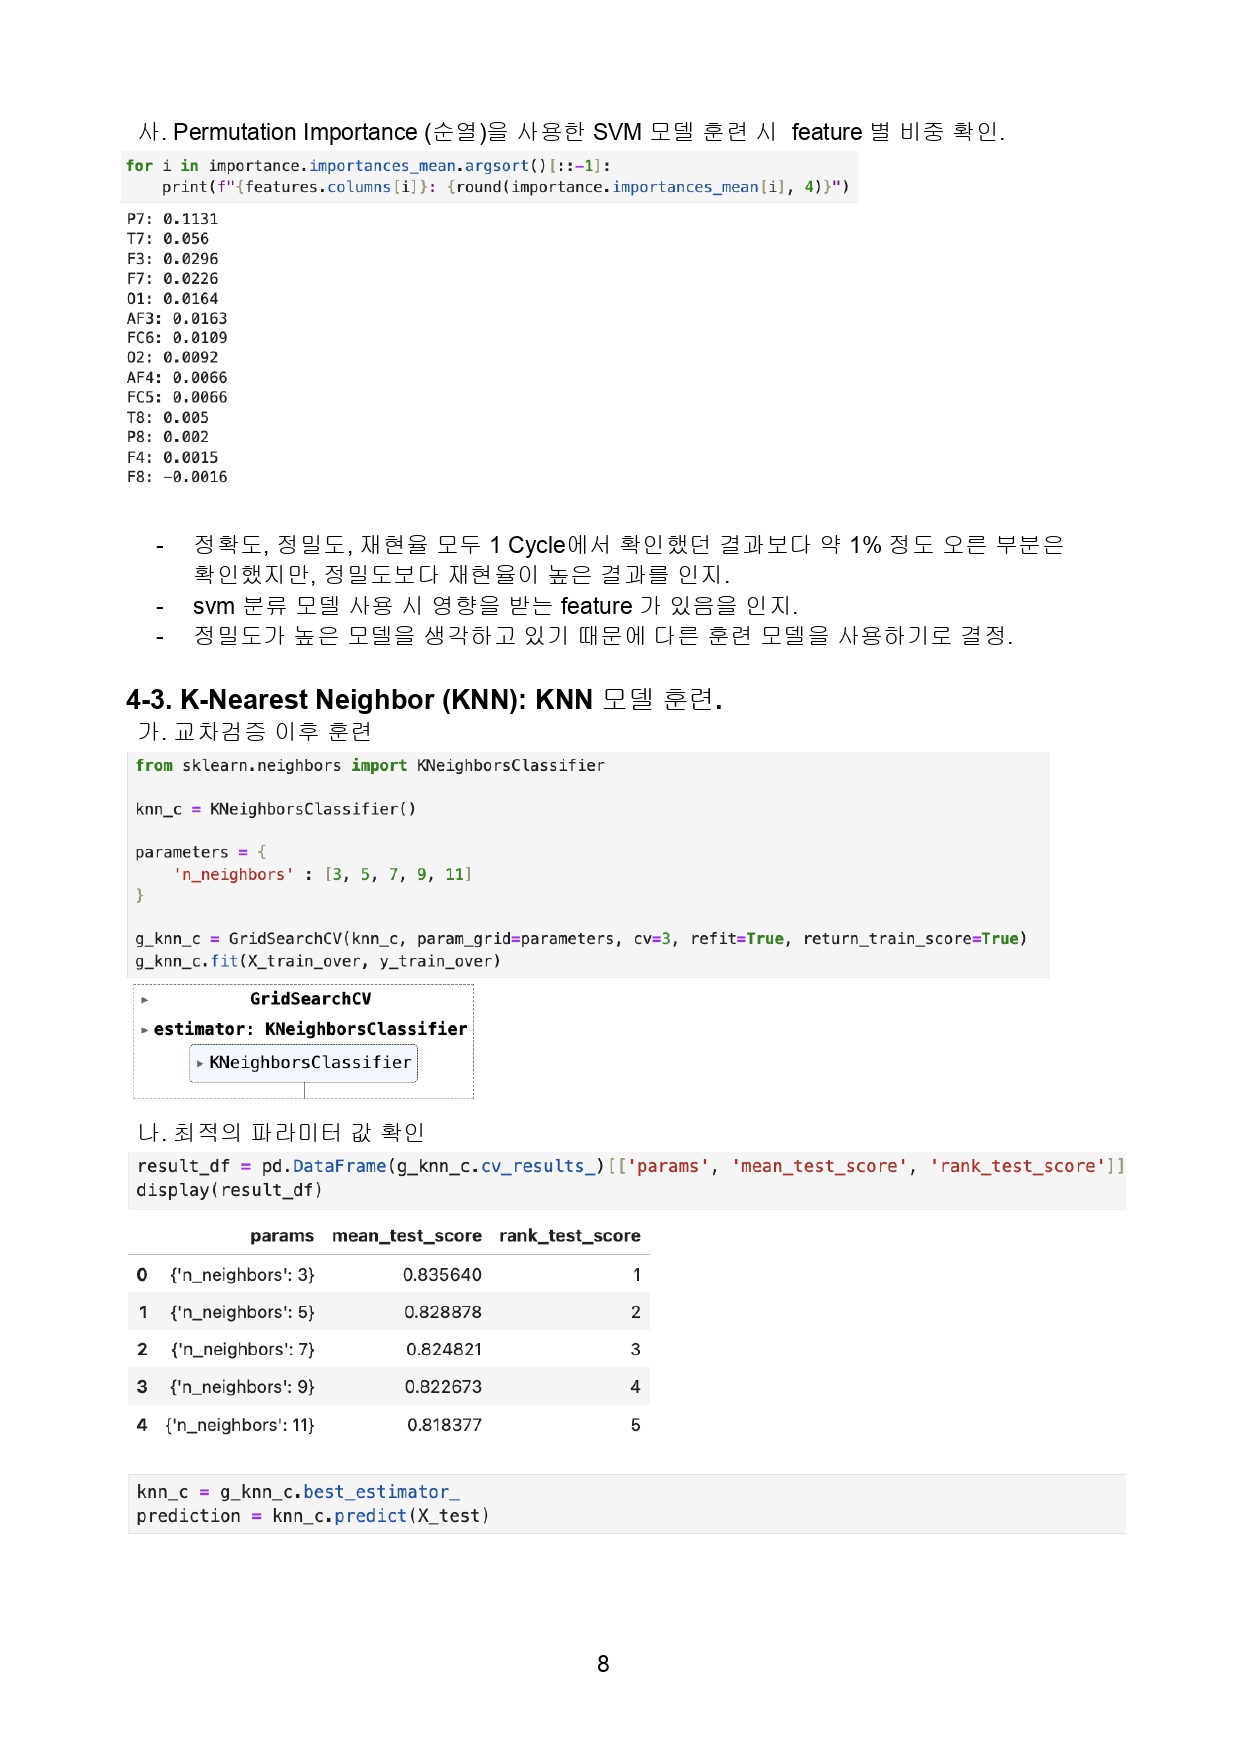 사. Permutation Importance (순열)을 사용한 SVM 모델 훈련 시 feature 별 비중 확인.
for i in importance.importances_mean.argsort()[::-1]:
    print(f"{features.columns[i]}: {round(importance.importances_mean[i], 4)}")
P7: 0.1131
T7: 0.056
F3: 0.0296
F7: 0.0226
O1: 0.0164
AF3: 0.0163
FC6: 0.0109
O2: 0.0092
AF4: 0.0066
FC5: 0.0066
T8: 0.005
P8: 0.002
F4: 0.0015
F8: -0.0016
- 정확도, 정밀도, 재현율 모두 1 Cycle에서 확인했던 결과보다 약 1% 정도 오른 부분은
확인했지만, 정밀도보다 재현율이 높은 결과를 인지.
- svm 분류 모델 사용 시 영향을 받는 feature 가 있음을 인지.
- 정밀도가 높은 모델을 생각하고 있기 때문에 다른 훈련 모델을 사용하기로 결정.
4-3. K-Nearest Neighbor (KNN): KNN 모델 훈련.
가. 교차검증 이후 훈련
from sklearn.neighbors import KNeighborsClassifier
knn_c = KNeighborsClassifier()
parameters = {
    'n_neighbors' : [3, 5, 7, 9, 11]
}
g_knn_c = GridSearchCV(knn_c, param_grid=parameters, cv=3, refit=True, return_train_score=True)
g_knn_c.fit(X_train_over, y_train_over)
▸ GridSearchCV
▸ estimator: KNeighborsClassifier
▸ KNeighborsClassifier
나. 최적의 파라미터 값 확인
result_df = pd.DataFrame(g_knn_c.cv_results_)[['params', 'mean_test_score', 'rank_test_score']]
display(result_df)
params mean_test_score rank_test_score
0 {'n_neighbors': 3} 0.835640 1
1 {'n_neighbors': 5} 0.828878 2
2 {'n_neighbors': 7} 0.824821 3
3 {'n_neighbors': 9} 0.822673 4
4 {'n_neighbors': 11} 0.818377 5
knn_c = g_knn_c.best_estimator_
prediction = knn_c.predict(X_test)
8